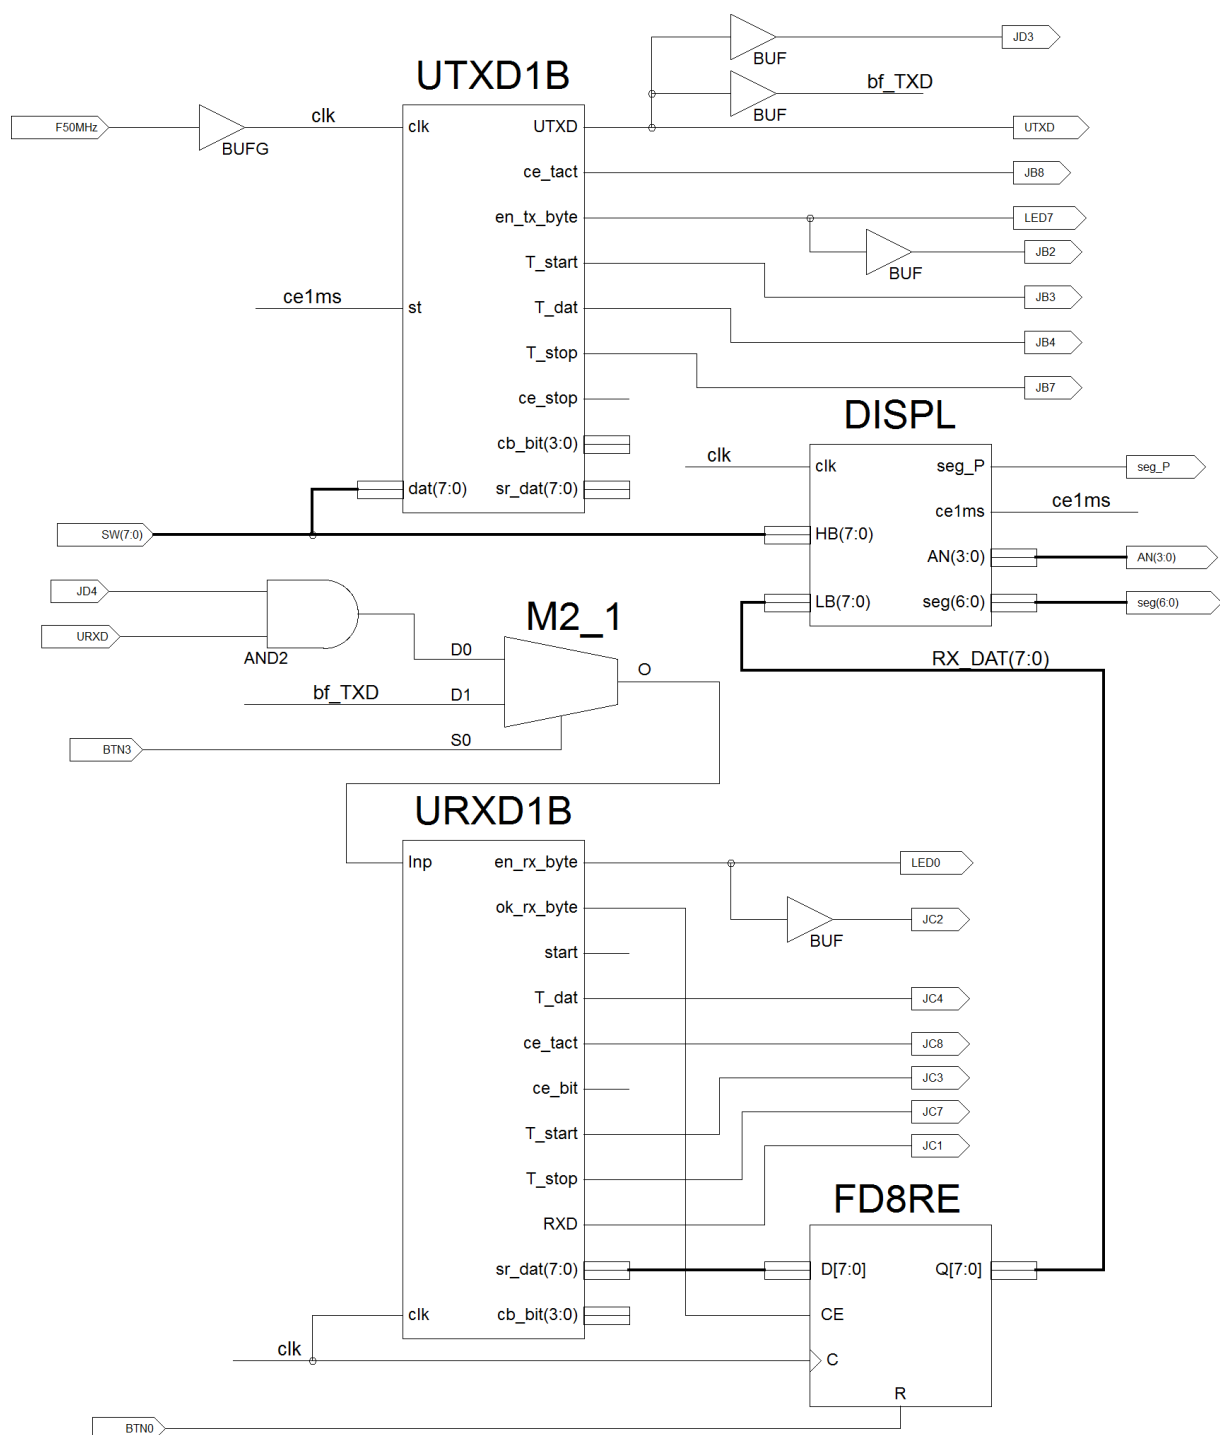 JD3
BUF
UTXD1B
bf_TXD
F50MHz
clk
clk
UTXD
BUF
UTXD
BUFG
ce_tact
JB8
en_tx_byte
LED7
JB2
T_start
BUF
ce1ms
st
T_dat
JB3
T_stop
JB4
ce_stop
JB7
DISPL
cb_bit(3:0)
clk
clk
seg_P
seg_P
dat(7:0)
sr_dat(7:0)
ce1ms
ce1ms
SW(7:0)
HB(7:0)
AN(3:0)
AN(3:0)
JD4
LB(7:0)
seg(6:0)
seg(6:0)
M2_1
URXD
AND2
D0
O
RX_DAT(7:0)
bf_TXD
D1
BTN3
S0
URXD1B
Inp
en_rx_byte
LED0
ok_rx_byte
JC2
BUF
start
T_dat
JC4
ce_tact
JC8
ce_bit
JC3
T_start
JC7
JC1
T_stop
FD8RE
RXD
sr_dat(7:0)
D[7:0]
Q[7:0]
clk
cb_bit(3:0)
CE
clk
C
R
BTN0